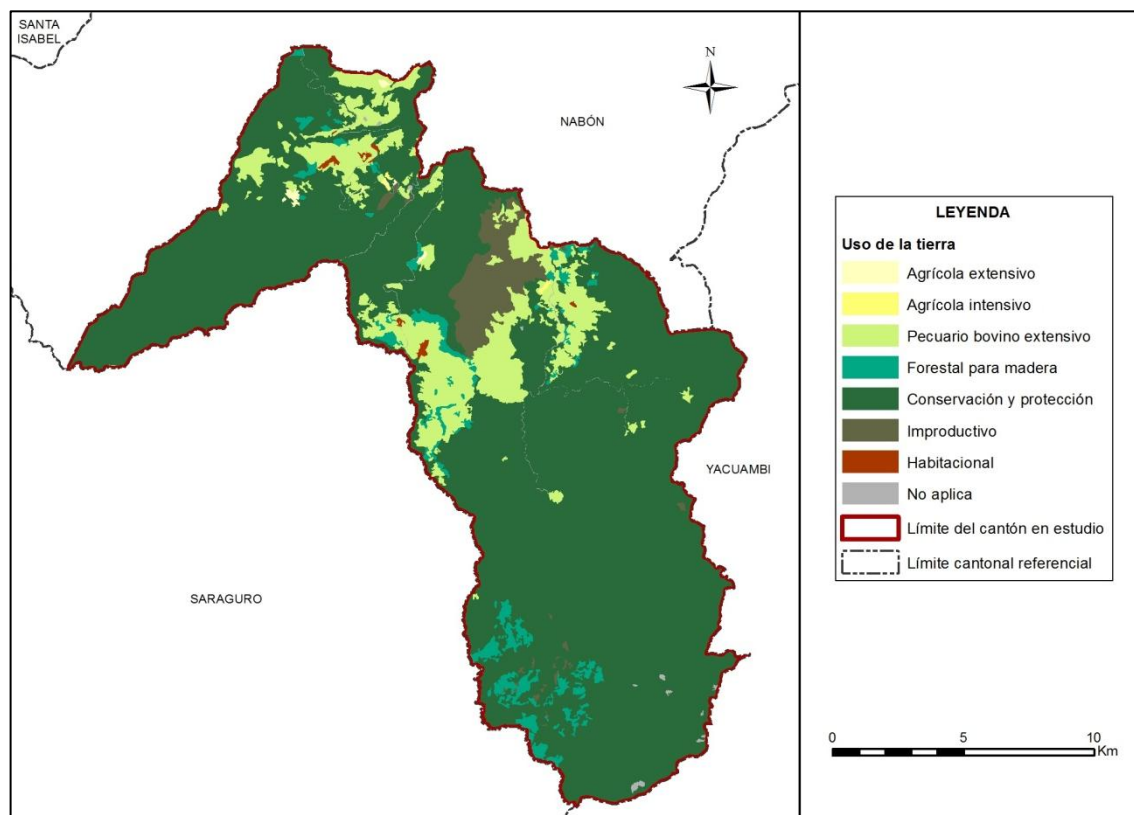 SANTA
ISABEL
N
NABÓN
YACUAMBI
SARAGURO
LEYENDA
Uso de la tierra
Agrícola extensivo
Agrícola intensivo
Pecuario bovino extensivo
Forestal para madera
Conservación y protección
Improductivo
Habitacional
No aplica
Límite del cantón en estudio
Límite cantonal referencial
0 5 10
Km